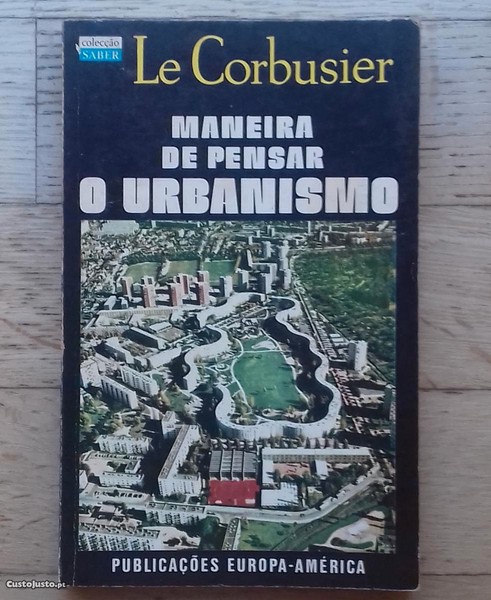 colecção
SABER
Le Corbusier
MANEIRA
DE PENSAR
O URBANISMO
PUBLICAÇÕES EUROPA-AMÉRICA
CustoJusto.pt